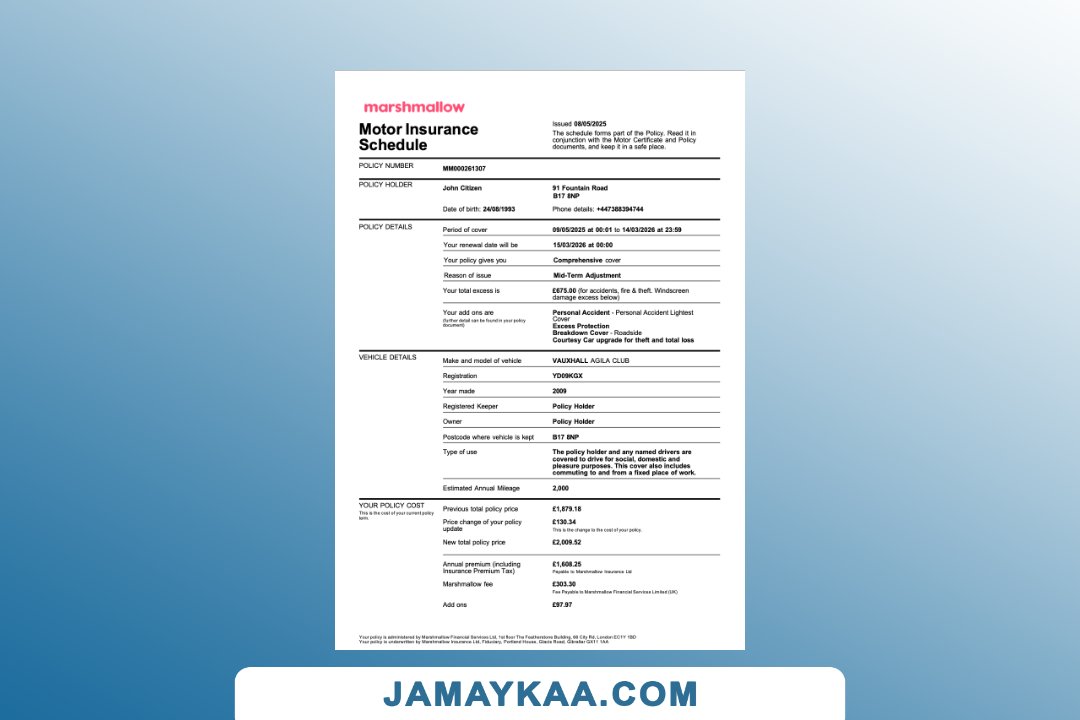 marshmallow
Motor Insurance
Schedule
Issued 08/05/2025
The schedule forms part of the Policy. Read it in
conjunction with the Motor Certificate and Policy
documents, and keep it in a safe place.
POLICY NUMBER
MM000261307
POLICY HOLDER
John Citizen
91 Fountain Road
B17 8NP
Date of birth: 24/08/1993
Phone details: +447388394744
POLICY DETAILS
Period of cover
09/05/2025 at 00:01 to 14/03/2026 at 23:59
Your renewal date will be
15/03/2026 at 00:00
Your policy gives you
Comprehensive cover
Reason of issue
Mid-Term Adjustment
Your total excess is
£675.00 (for accidents, fire & theft. Windscreen
damage excess below)
Your add ons are
(further detail can be found in your policy
document)
Personal Accident - Personal Accident Lightest
Cover
Excess Protection
Breakdown Cover - Roadside
Courtesy Car upgrade for theft and total loss
VEHICLE DETAILS
Make and model of vehicle
VAUXHALL AGILA CLUB
Registration
YD09KGX
Year made
2009
Registered Keeper
Policy Holder
Owner
Policy Holder
Postcode where vehicle is kept
B17 8NP
Type of use
The policy holder and any named drivers are
covered to drive for social, domestic and
pleasure purposes. This cover also includes
commuting to and from a fixed place of work.
Estimated Annual Mileage
2,000
YOUR POLICY COST
This is the cost of your current policy
term.
Previous total policy price
£1,879.18
Price change of your policy
update
£130.34
This is the change to the cost of your policy.
New total policy price
£2,009.52
Annual premium (including
Insurance Premium Tax)
£1,608.25
Payable to Marshmallow Insurance Ltd
Marshmallow fee
£303.30
Fee Payable to Marshmallow Financial Services Limited (UK)
Add ons
£97.97
Your policy is administered by Marshmallow Financial Services Ltd, 1st floor The Featherstone Building, 66 City Rd, London EC1Y 1BD
Your policy is underwritten by Marshmallow Insurance Ltd, Fiduciary, Portland House, Glacis Road, Gibraltar GX11 1AA
JAMAYKAA.COM